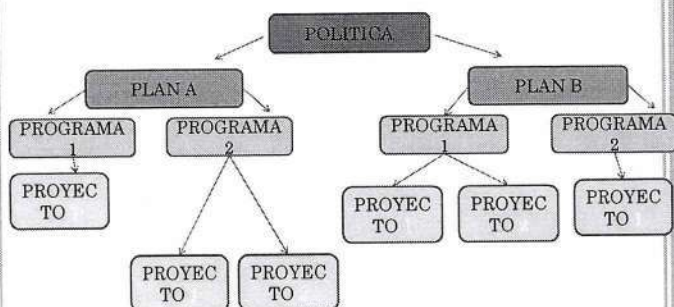 POLITICA
PLAN A
PLAN B
PROGRAMA
1
PROGRAMA
2
PROGRAMA
1
PROGRAMA
2
PROYEC
TO
PROYEC
TO
PROYEC
TO
PROYEC
TO
PROYEC
TO
PROYEC
TO